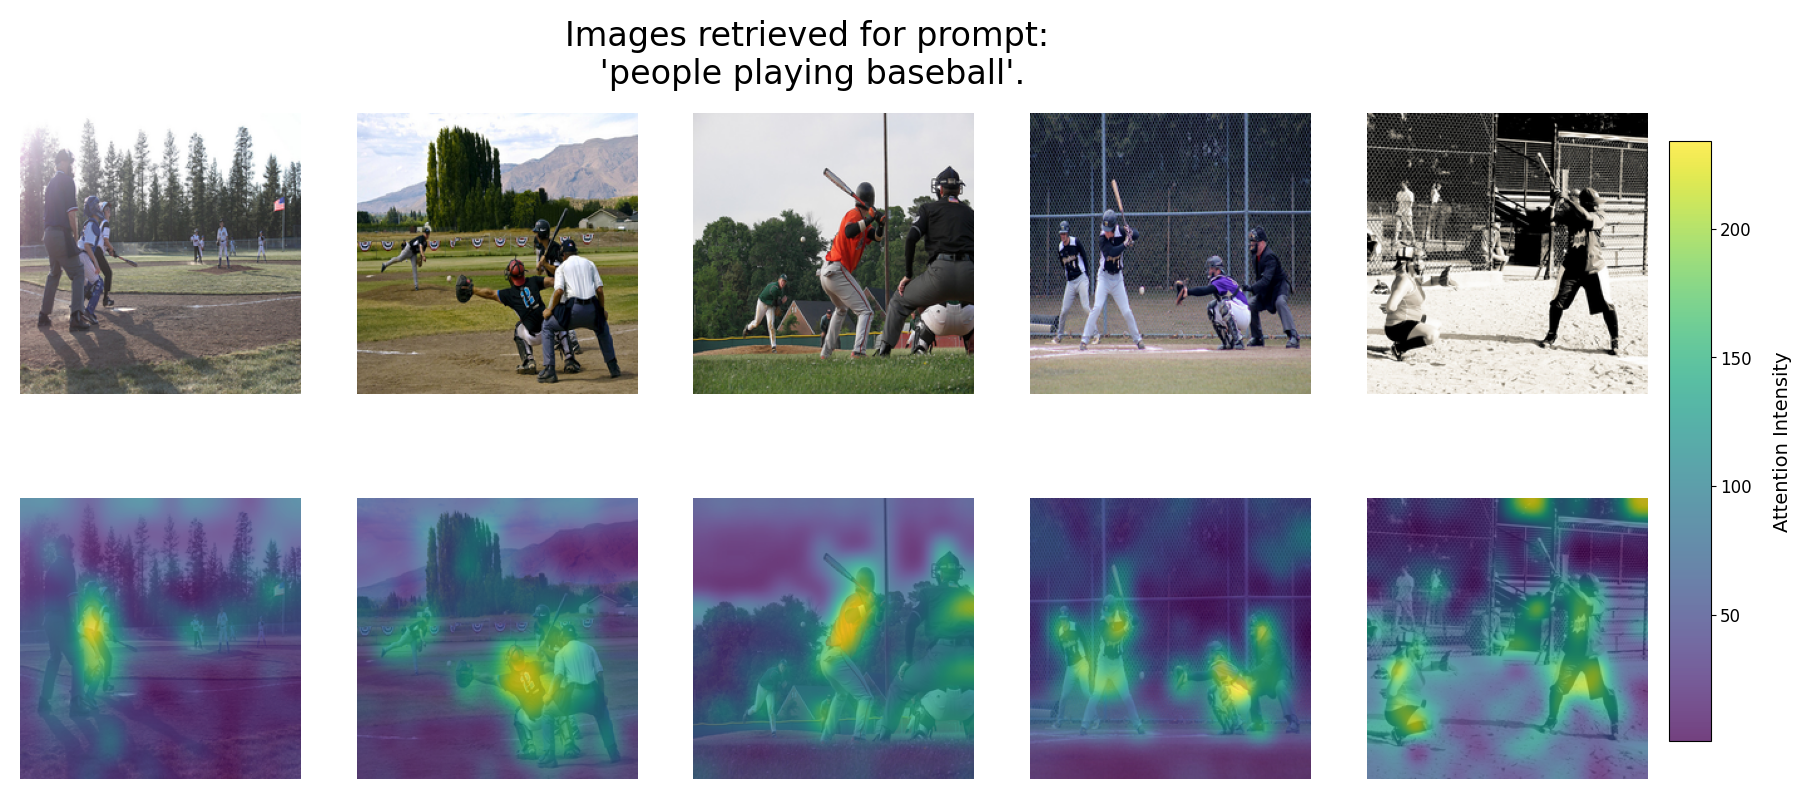 Images retrieved for prompt:
'people playing baseball'.
200
150
100
50
Attention Intensity